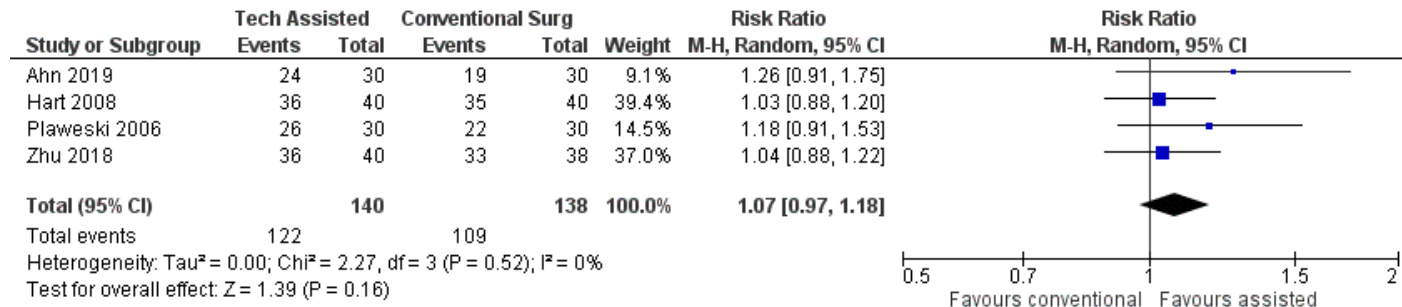 Tech Assisted Conventional Surg Risk Ratio Risk Ratio
Study or Subgroup Events Total Events Total Weight M-H, Random, 95% CI M-H, Random, 95% CI
Ahn 2019 24 30 19 30 9.1% 1.26 [0.91, 1.75]
Hart 2008 36 40 35 40 39.4% 1.03 [0.88, 1.20]
Plaweski 2006 26 30 22 30 14.5% 1.18 [0.91, 1.53]
Zhu 2018 36 40 33 38 37.0% 1.04 [0.88, 1.22]
Total (95% CI) 140 138 100.0% 1.07 [0.97, 1.18]
Total events 122 109
Heterogeneity: Tau² = 0.00; Chi² = 2.27, df = 3 (P = 0.52); I² = 0%
Test for overall effect: Z = 1.39 (P = 0.16)
0.5 0.7 1 1.5 2
Favours conventional Favours assisted